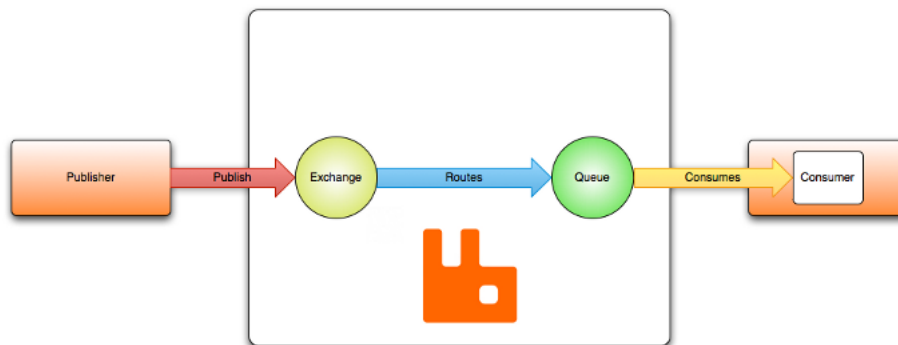 Publisher
Publish
Exchange
Routes
Queue
Consumes
Consumer